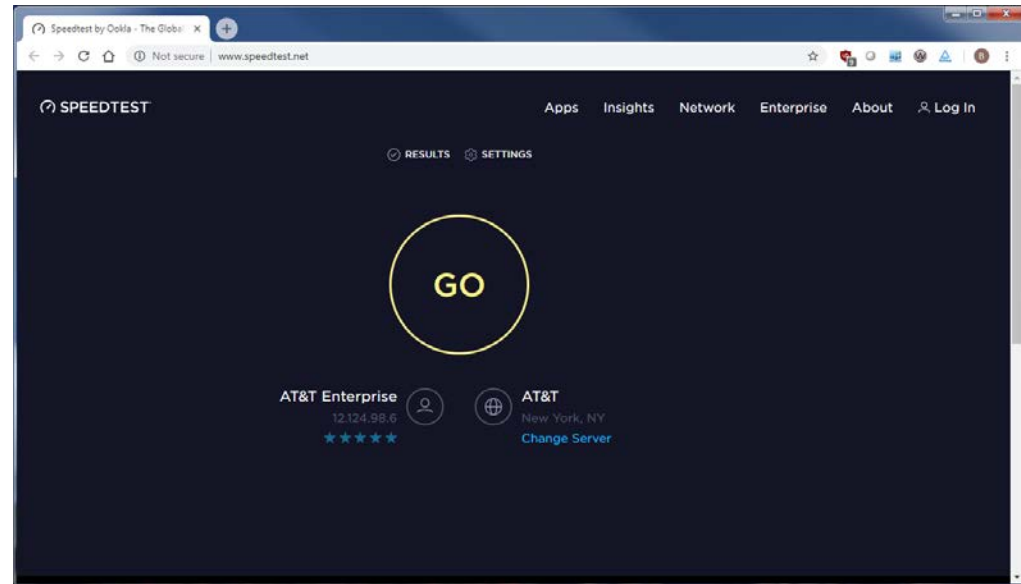 Speedtest by Ookla - The Global
Not secure | www.speedtest.net
SPEEDTEST
Apps Insights Network Enterprise About Log In
RESULTS SETTINGS
GO
AT&T Enterprise
12.124.98.6
AT&T
New York, NY
Change Server